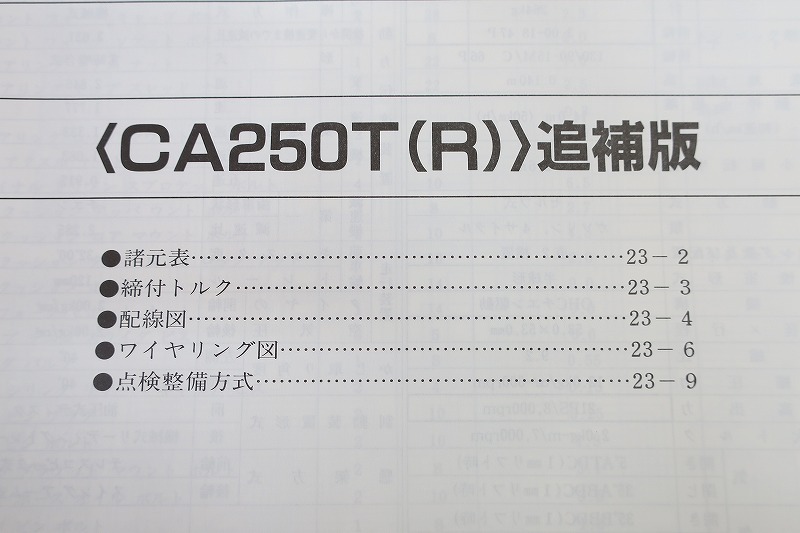 〈CA250T(R)〉追補版
●諸元表……………………………………………………23－2
●締付トルク………………………………………………23－3
●配線図……………………………………………………23－4
●ワイヤリング図…………………………………………23－6
●点検整備方式……………………………………………23－9